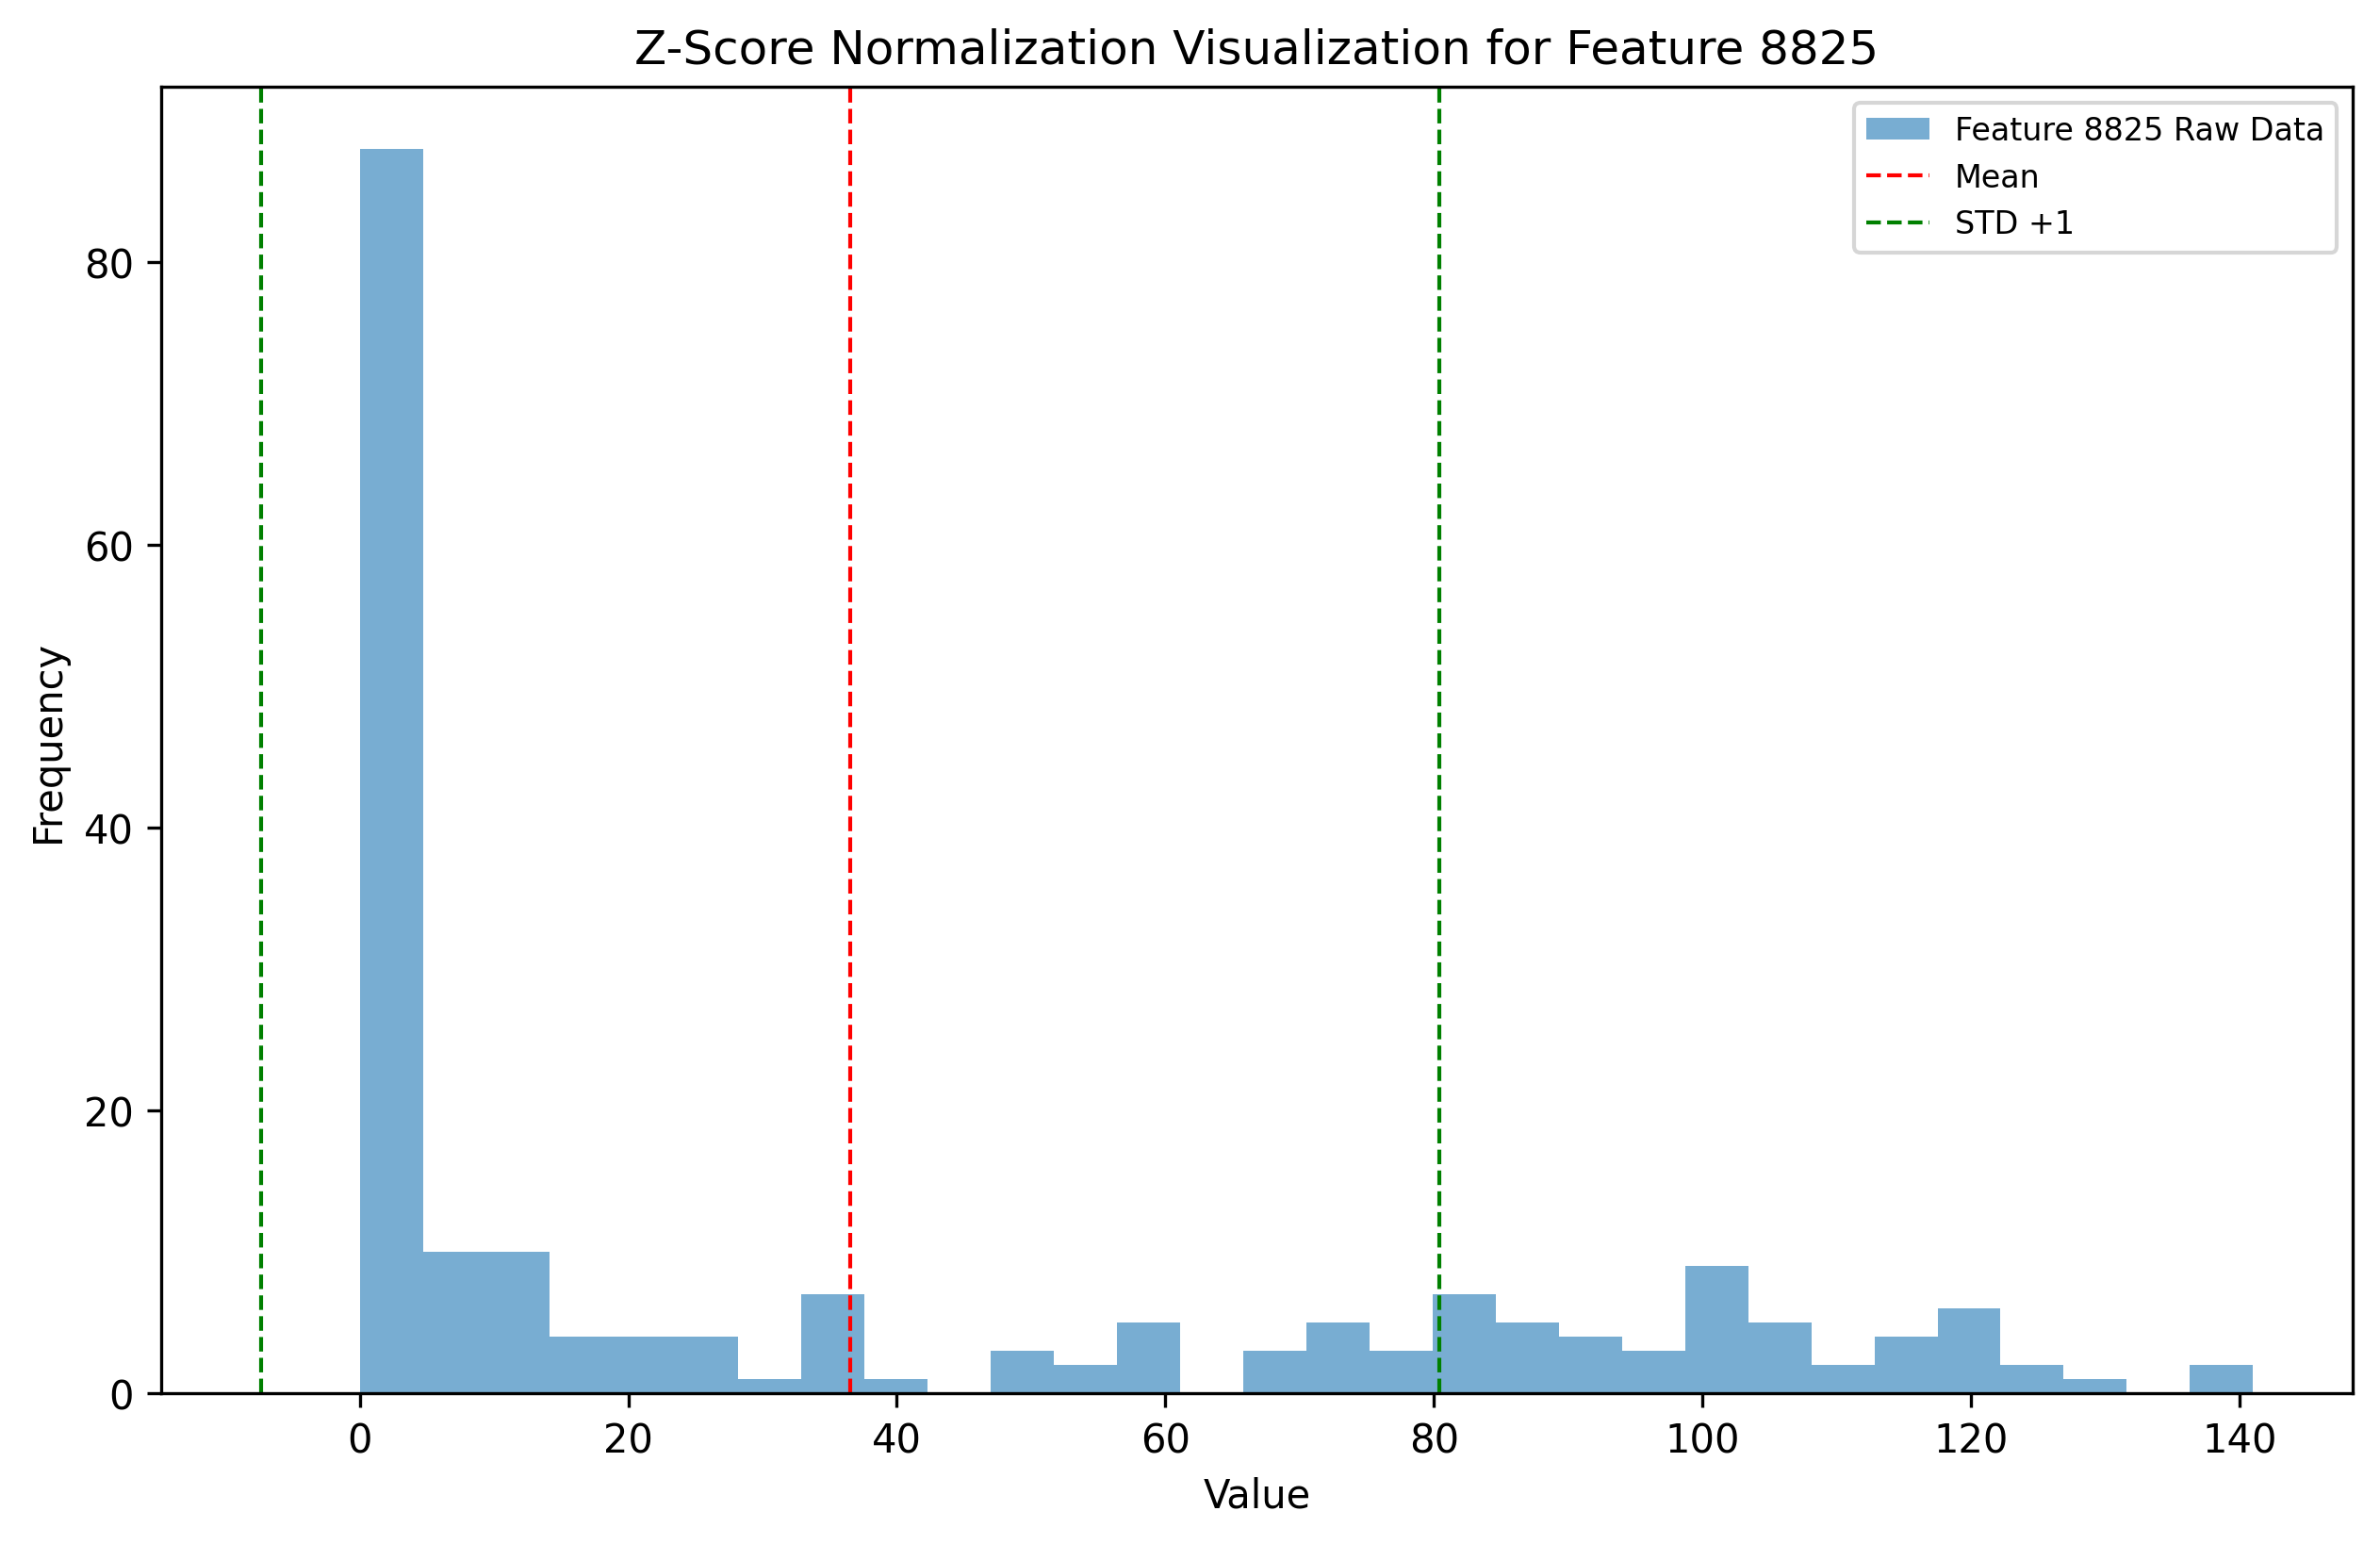 Z-Score Normalization Visualization for Feature 8825
Feature 8825 Raw Data
Mean
STD +1
80
60
40
20
0
Frequency
0 20 40 60 80 100 120 140
Value